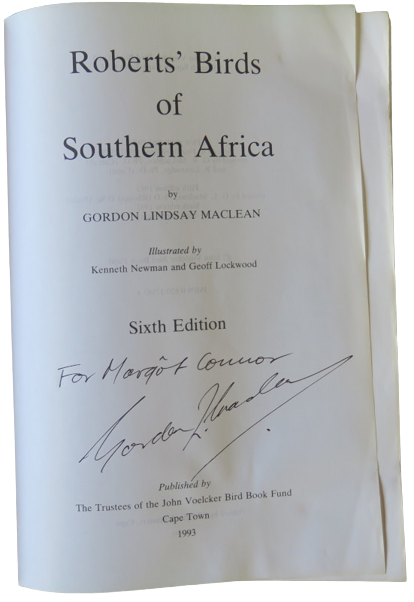 Roberts' Birds
of
Southern Africa
by
GORDON LINDSAY MACLEAN
Illustrated by
Kenneth Newman and Geoff Lockwood
Sixth Edition
For Margôt Connor
Gordon L. Maclean
Published by
The Trustees of the John Voelcker Bird Book Fund
Cape Town
1993